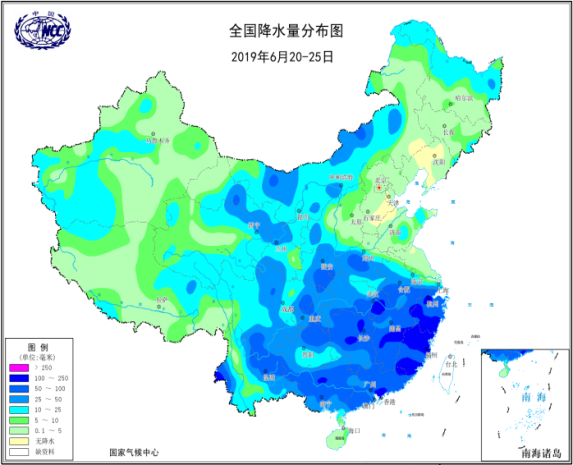 中国
NCC
全国降水量分布图
2019年6月20-25日
哈尔滨
长春
沈阳
乌鲁木齐
呼和浩特
北京
天津
石家庄
太原
济南
银川
西宁
兰州
郑州
西安
拉萨
成都
重庆
武汉
合肥
南京
上海
杭州
南昌
长沙
贵阳
福州
台北
昆明
广州
南宁
香港
澳门
海口
图 例
(单位:毫米)
> 250
100 ~ 250
50 ~ 100
25 ~ 50
10 ~ 25
5 ~ 10
0.1 ~ 5
无降水
缺资料
国家气候中心
南 海
南海诸岛